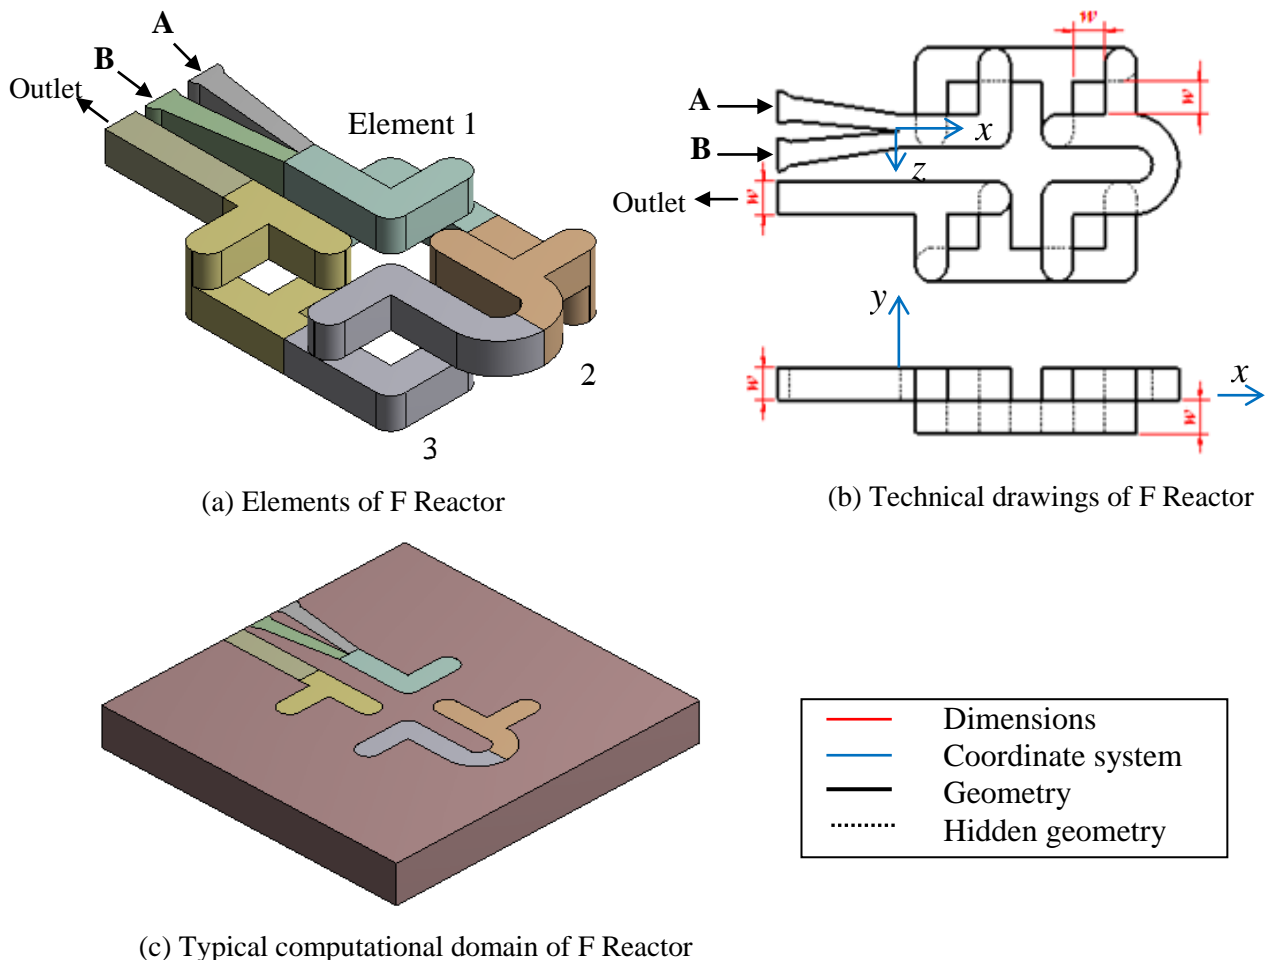 A
B
Outlet
Element 1
2
3
(a) Elements of F Reactor
w
w
A
x
B
z
Outlet
w
y
w
x
w
(b) Technical drawings of F Reactor
(c) Typical computational domain of F Reactor
Dimensions
Coordinate system
Geometry
Hidden geometry